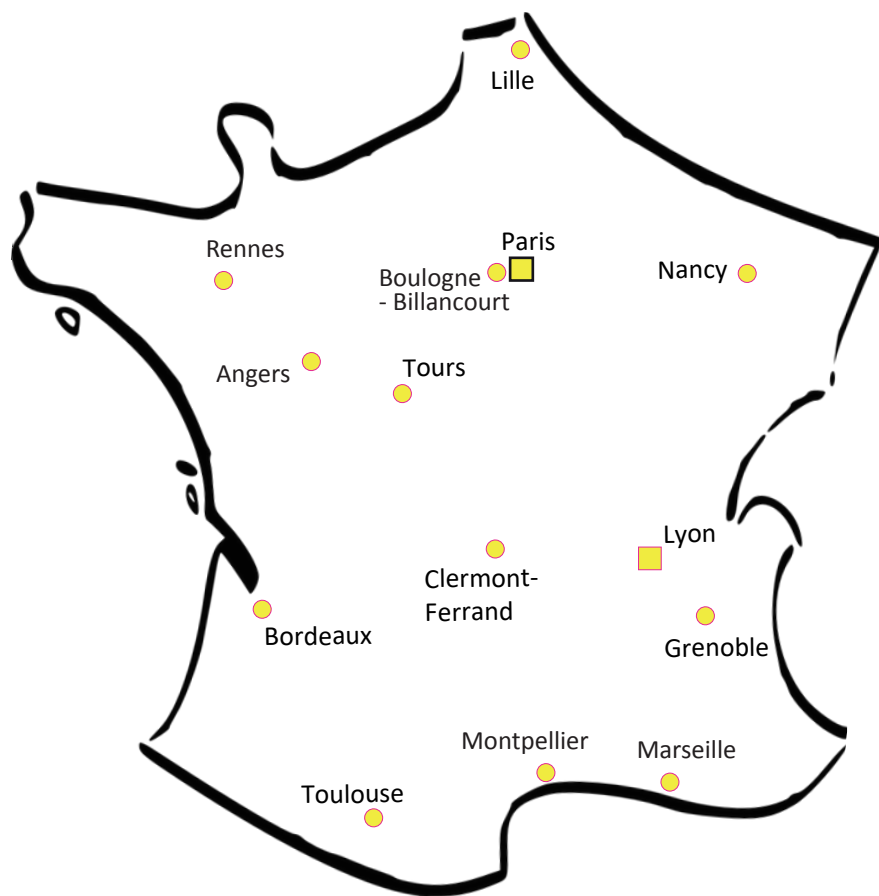 Lille
Paris
Rennes
Boulogne
- Billancourt
Nancy
Angers
Tours
Lyon
Clermont-
Ferrand
Bordeaux
Grenoble
Montpellier
Marseille
Toulouse